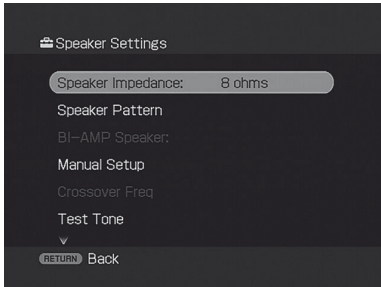 Speaker Settings
Speaker Impedance: 8 ohms
Speaker Pattern
BI-AMP Speaker:
Manual Setup
Crossover Freq
Test Tone
RETURN Back